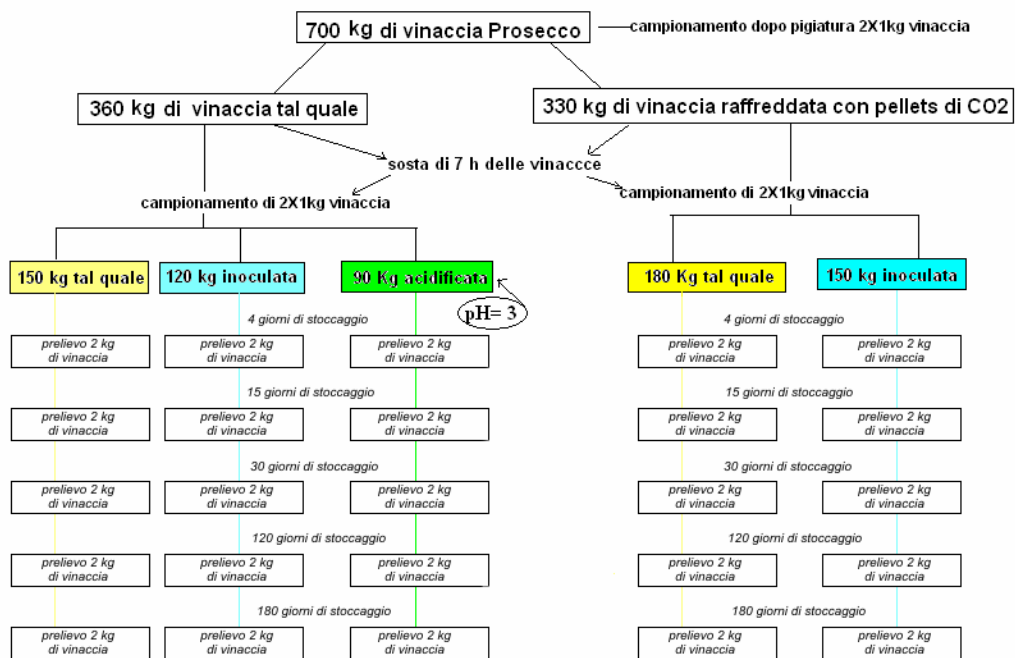 700 kg di vinaccia Prosecco
campionamento dopo pigiatura 2X1kg vinaccia
360 kg di vinaccia tal quale
330 kg di vinaccia raffreddata con pellets di CO2
sosta di 7 h delle vinaccce
campionamento di 2X1kg vinaccia
campionamento di 2X1kg vinaccia
150 kg tal quale
120 kg inoculata
90 Kg acidificata
180 Kg tal quale
150 kg inoculata
pH= 3
4 giorni di stoccaggio
4 giorni di stoccaggio
prelievo 2 kg
di vinaccia
prelievo 2 kg
di vinaccia
prelievo 2 kg
di vinaccia
prelievo 2 kg
di vinaccia
prelievo 2 kg
di vinaccia
15 giorni di stoccaggio
15 giorni di stoccaggio
prelievo 2 kg
di vinaccia
prelievo 2 kg
di vinaccia
prelievo 2 kg
di vinaccia
prelievo 2 kg
di vinaccia
prelievo 2 kg
di vinaccia
30 giorni di stoccaggio
30 giorni di stoccaggio
prelievo 2 kg
di vinaccia
prelievo 2 kg
di vinaccia
prelievo 2 kg
di vinaccia
prelievo 2 kg
di vinaccia
prelievo 2 kg
di vinaccia
120 giorni di stoccaggio
120 giorni di stoccaggio
prelievo 2 kg
di vinaccia
prelievo 2 kg
di vinaccia
prelievo 2 kg
di vinaccia
prelievo 2 kg
di vinaccia
prelievo 2 kg
di vinaccia
180 giorni di stoccaggio
180 giorni di stoccaggio
prelievo 2 kg
di vinaccia
prelievo 2 kg
di vinaccia
prelievo 2 kg
di vinaccia
prelievo 2 kg
di vinaccia
prelievo 2 kg
di vinaccia